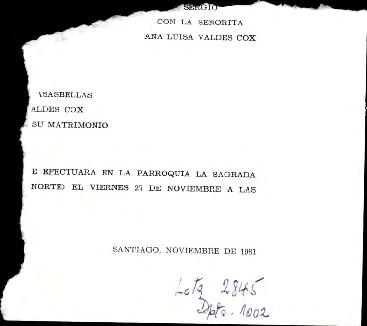 SERGIO
CON LA SEÑORITA
ANA LUISA VALDES COX
ASASBELLAS
ALDES COX
SU MATRIMONIO
E EFECTUARA EN LA PARROQUIA LA SAGRADA
NORTE) EL VIERNES 27 DE NOVIEMBRE A LAS
SANTIAGO, NOVIEMBRE DE 1981
Lota 2845
Dpto. 1002